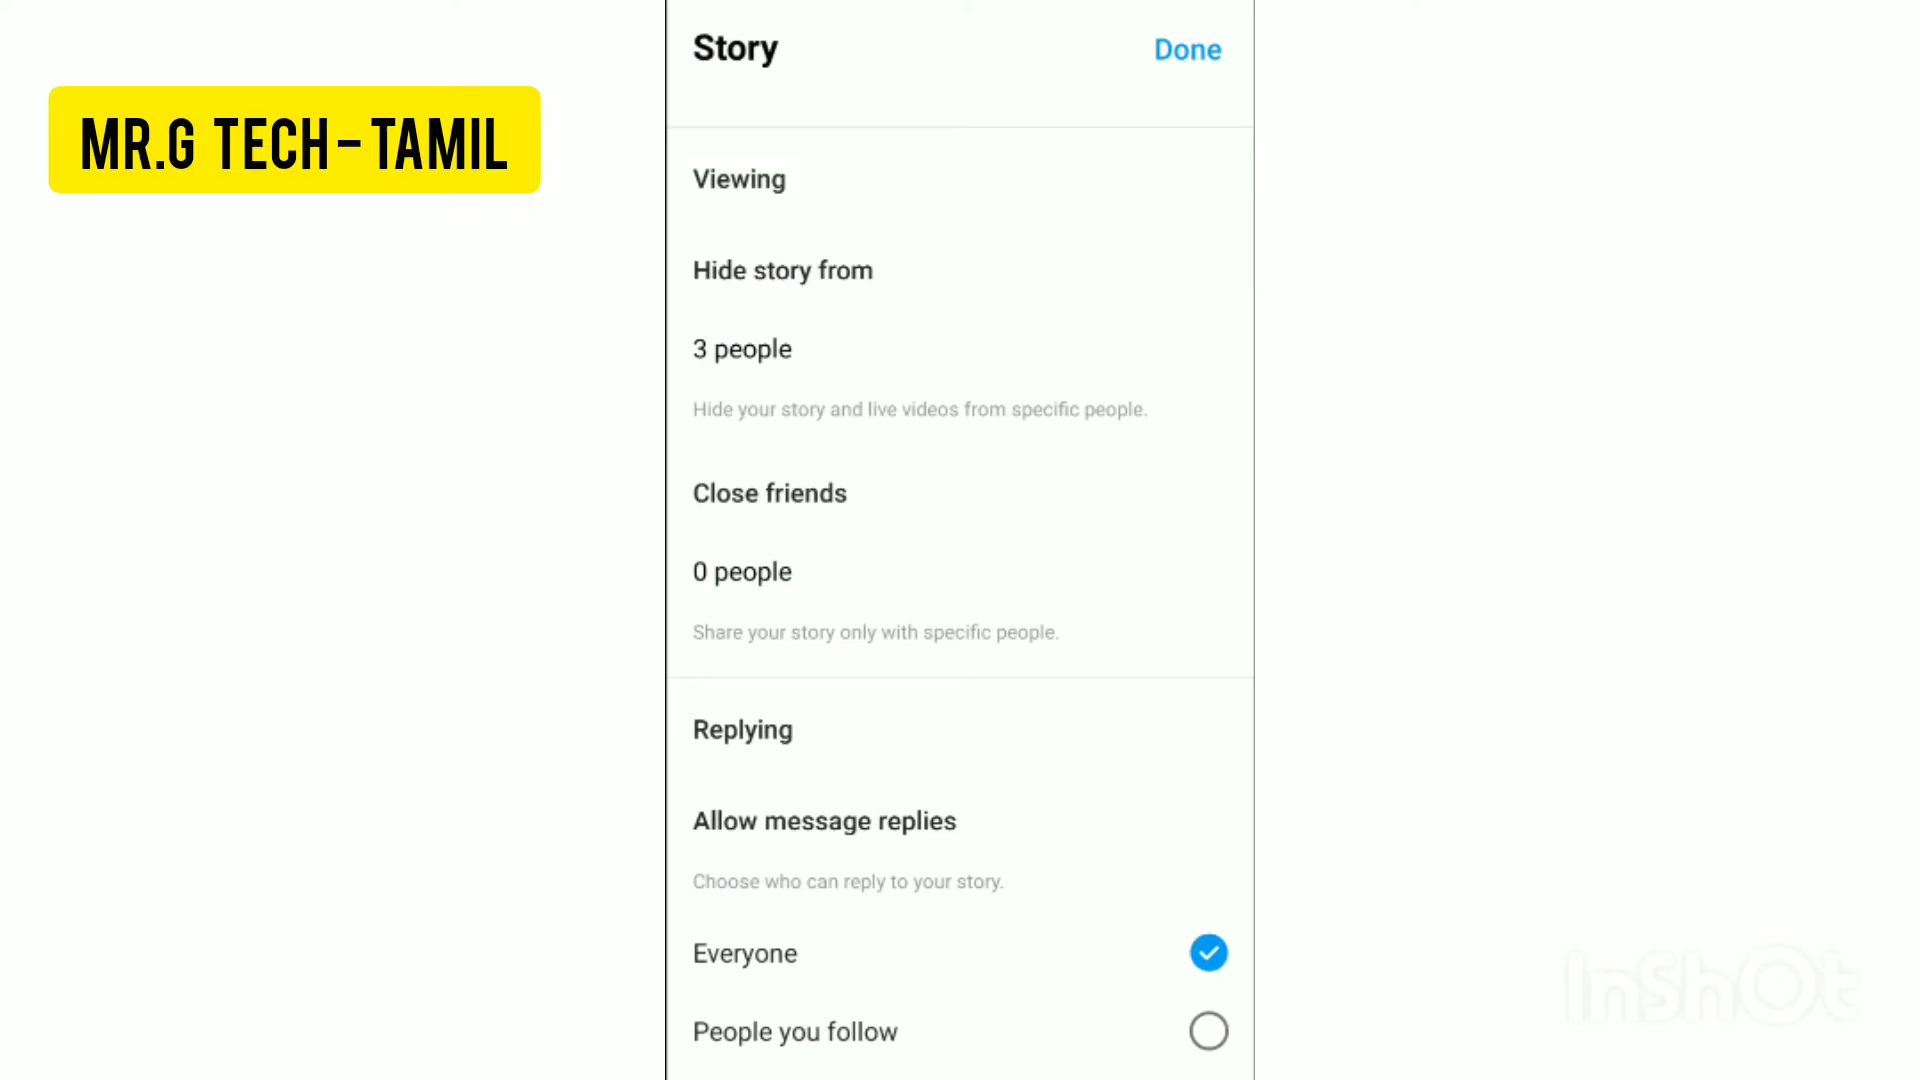 Story
Done
MR.G TECH - TAMIL
Viewing
Hide story from
3 people
Hide your story and live videos from specific people.
Close friends
0 people
Share your story only with specific people.
Replying
Allow message replies
Choose who can reply to your story.
Everyone
People you follow
InShOt